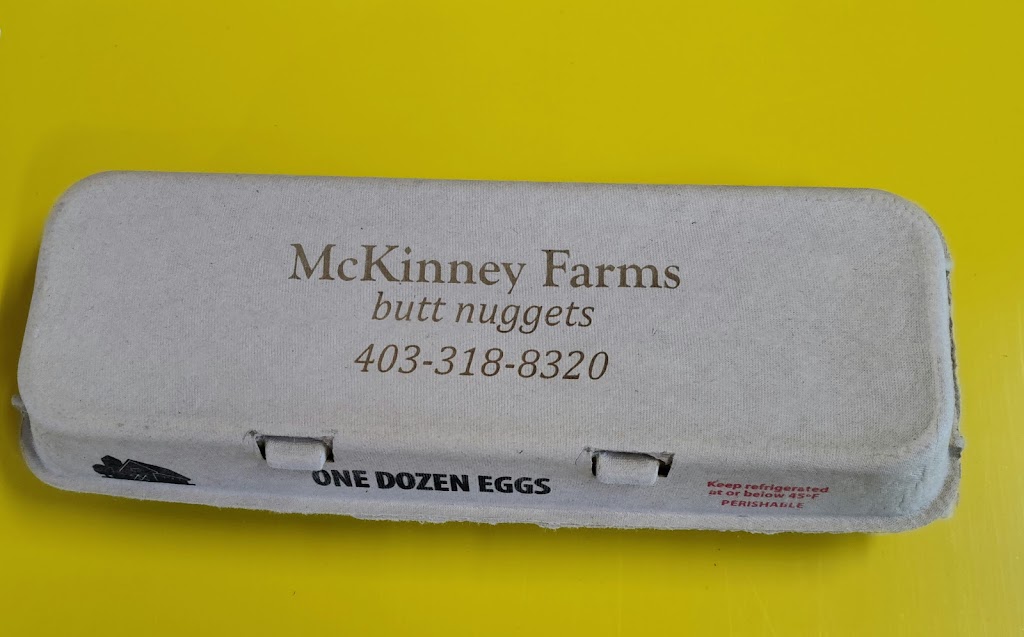 McKinney Farms
butt nuggets
403-318-8320
ONE DOZEN EGGS
Keep refrigerated
at or below 45°F
PERISHABLE